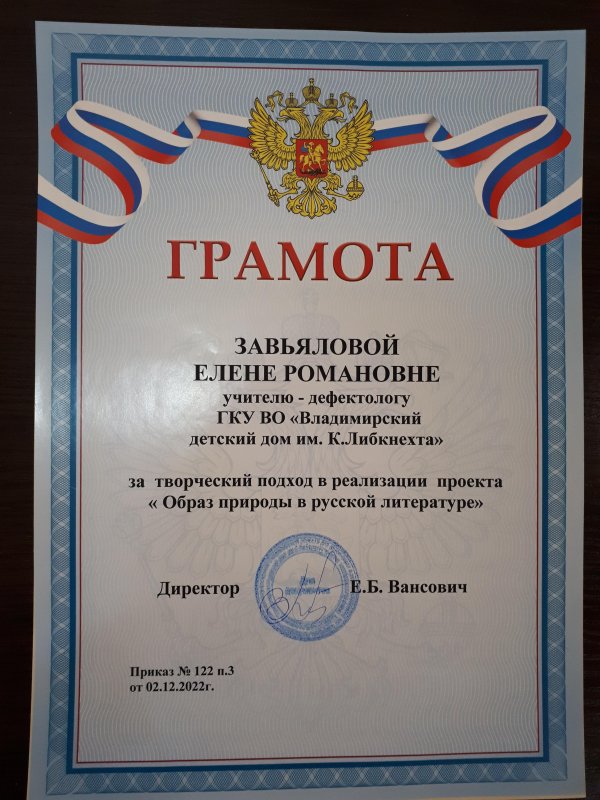 ГРАМОТА
ЗАВЬЯЛОВОЙ
ЕЛЕНЕ РОМАНОВНЕ
учителю - дефектологу
ГКУ ВО «Владимирский
детский дом им. К.Либкнехта»
за творческий подход в реализации проекта
« Образ природы в русской литературе»
Директор Е.Б. Вансович
Приказ № 122 п.3
от 02.12.2022г.